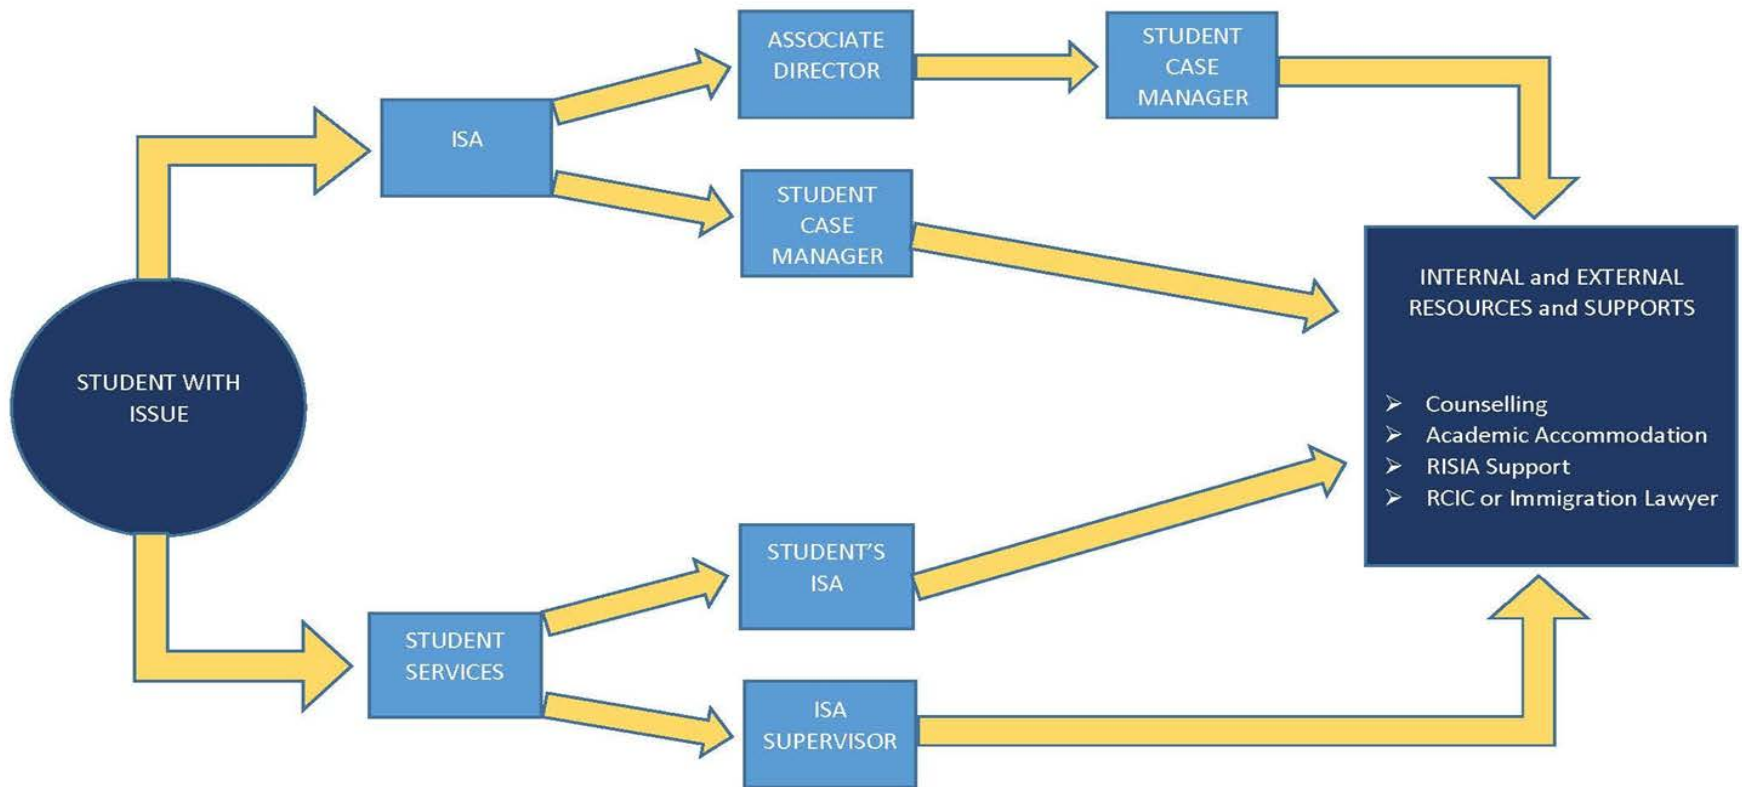 ASSOCIATE
DIRECTOR
STUDENT
CASE
MANAGER
ISA
STUDENT
CASE
MANAGER
INTERNAL and EXTERNAL
RESOURCES and SUPPORTS
➢ Counselling
➢ Academic Accommodation
➢ RISIA Support
➢ RCIC or Immigration Lawyer
STUDENT WITH
ISSUE
STUDENT'S
ISA
STUDENT
SERVICES
ISA
SUPERVISOR